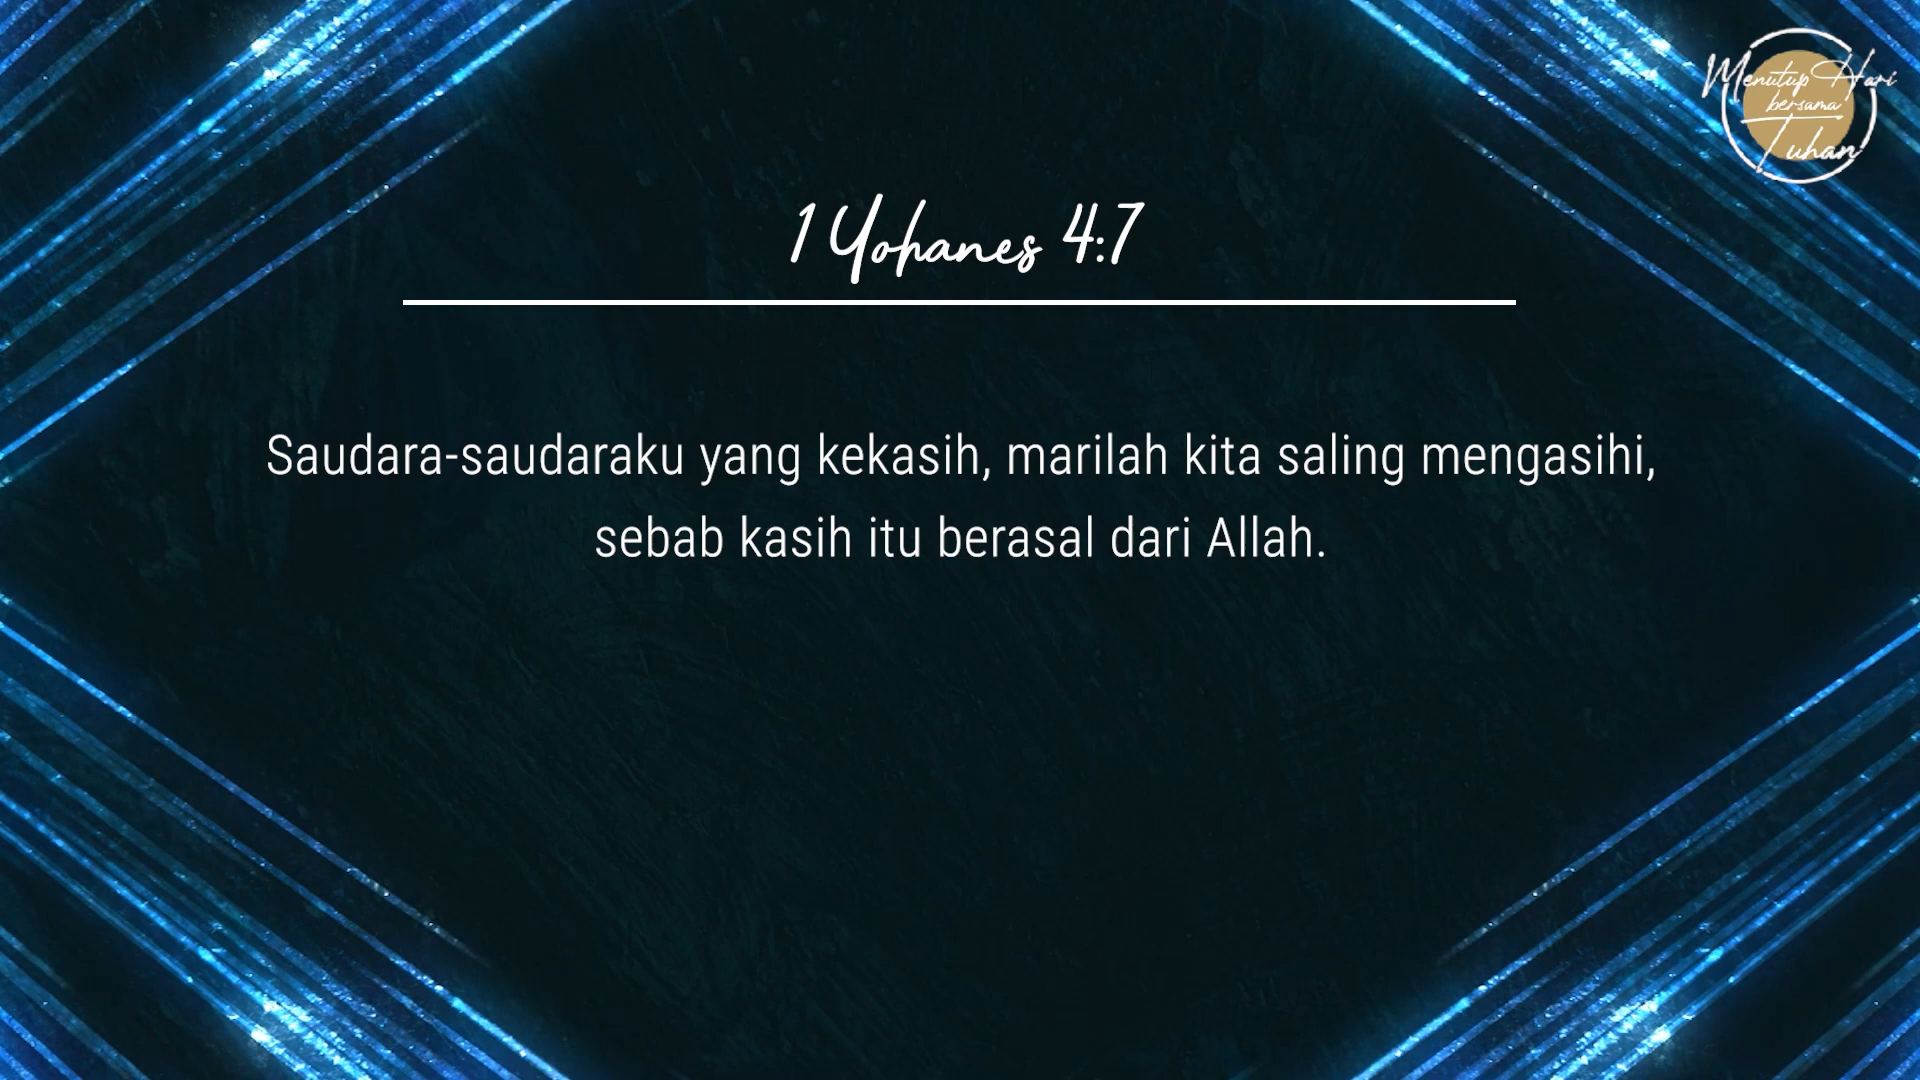 Menutup Hari
bersama
Tuhan
1 Yohanes 4:7
Saudara-saudaraku yang kekasih, marilah kita saling mengasihi,
sebab kasih itu berasal dari Allah.